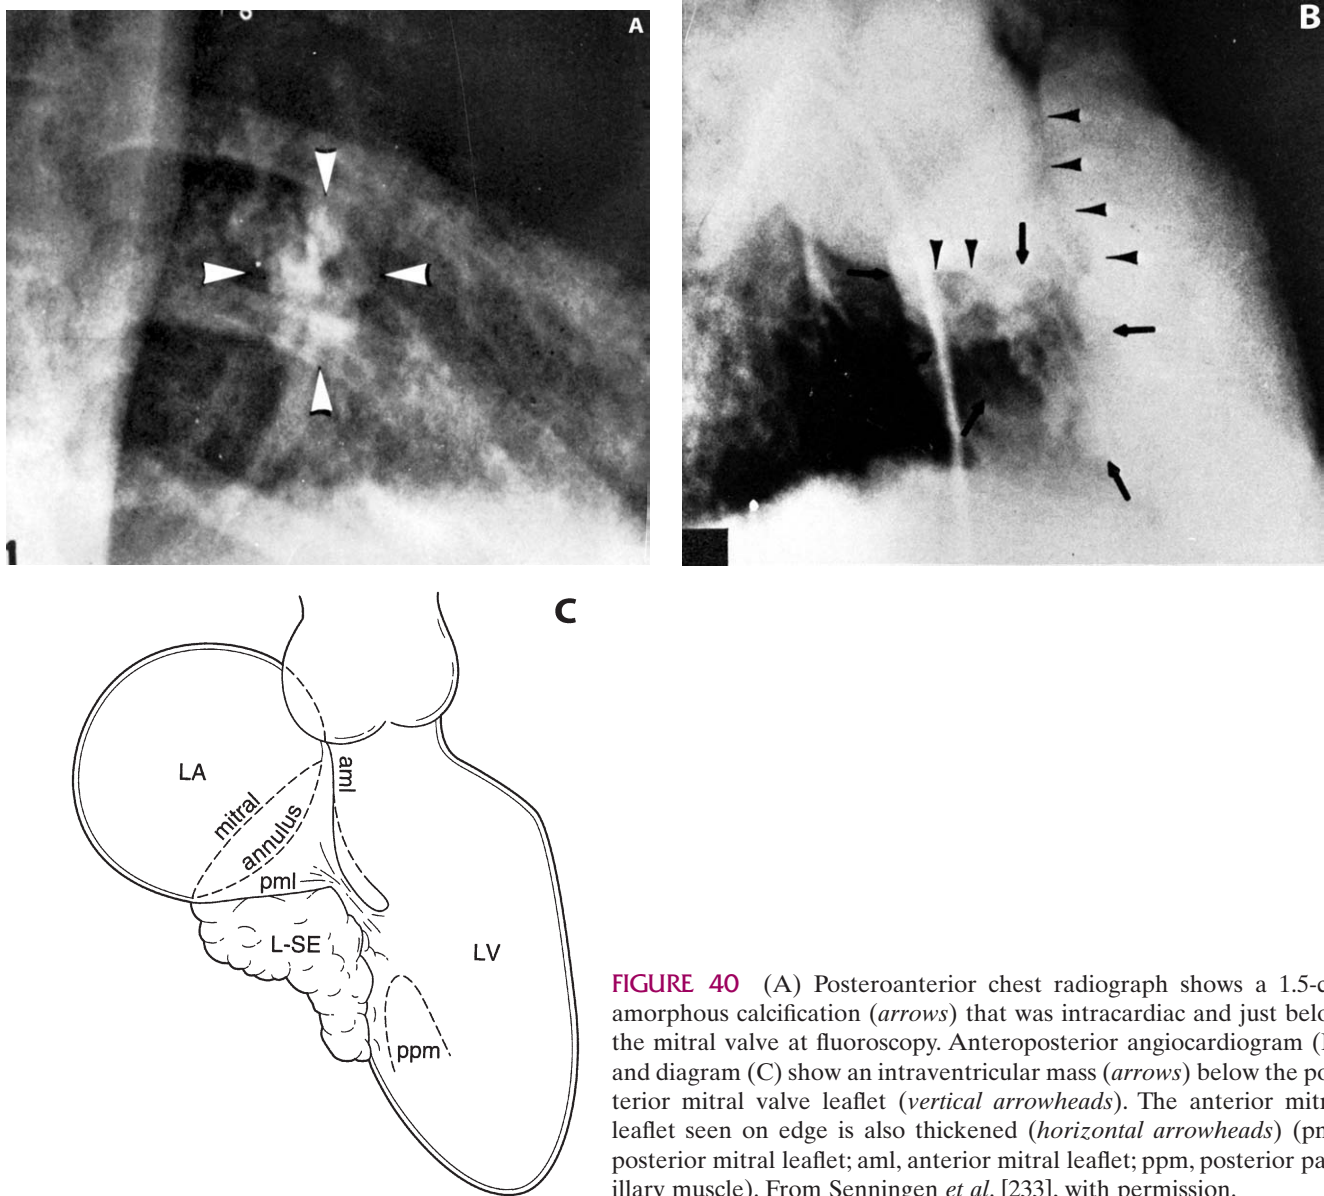 A
B
C
LA
mitral
annulus
aml
pml
L-SE
LV
ppm
FIGURE 40 (A) Posteroanterior chest radiograph shows a 1.5-c
amorphous calcification (arrows) that was intracardiac and just belo
the mitral valve at fluoroscopy. Anteroposterior angiocardiogram (
and diagram (C) show an intraventricular mass (arrows) below the po
terior mitral valve leaflet (vertical arrowheads). The anterior mitr
leaflet seen on edge is also thickened (horizontal arrowheads) (pm
posterior mitral leaflet; aml, anterior mitral leaflet; ppm, posterior pa
illary muscle). From Senningen et al. [233], with permission.